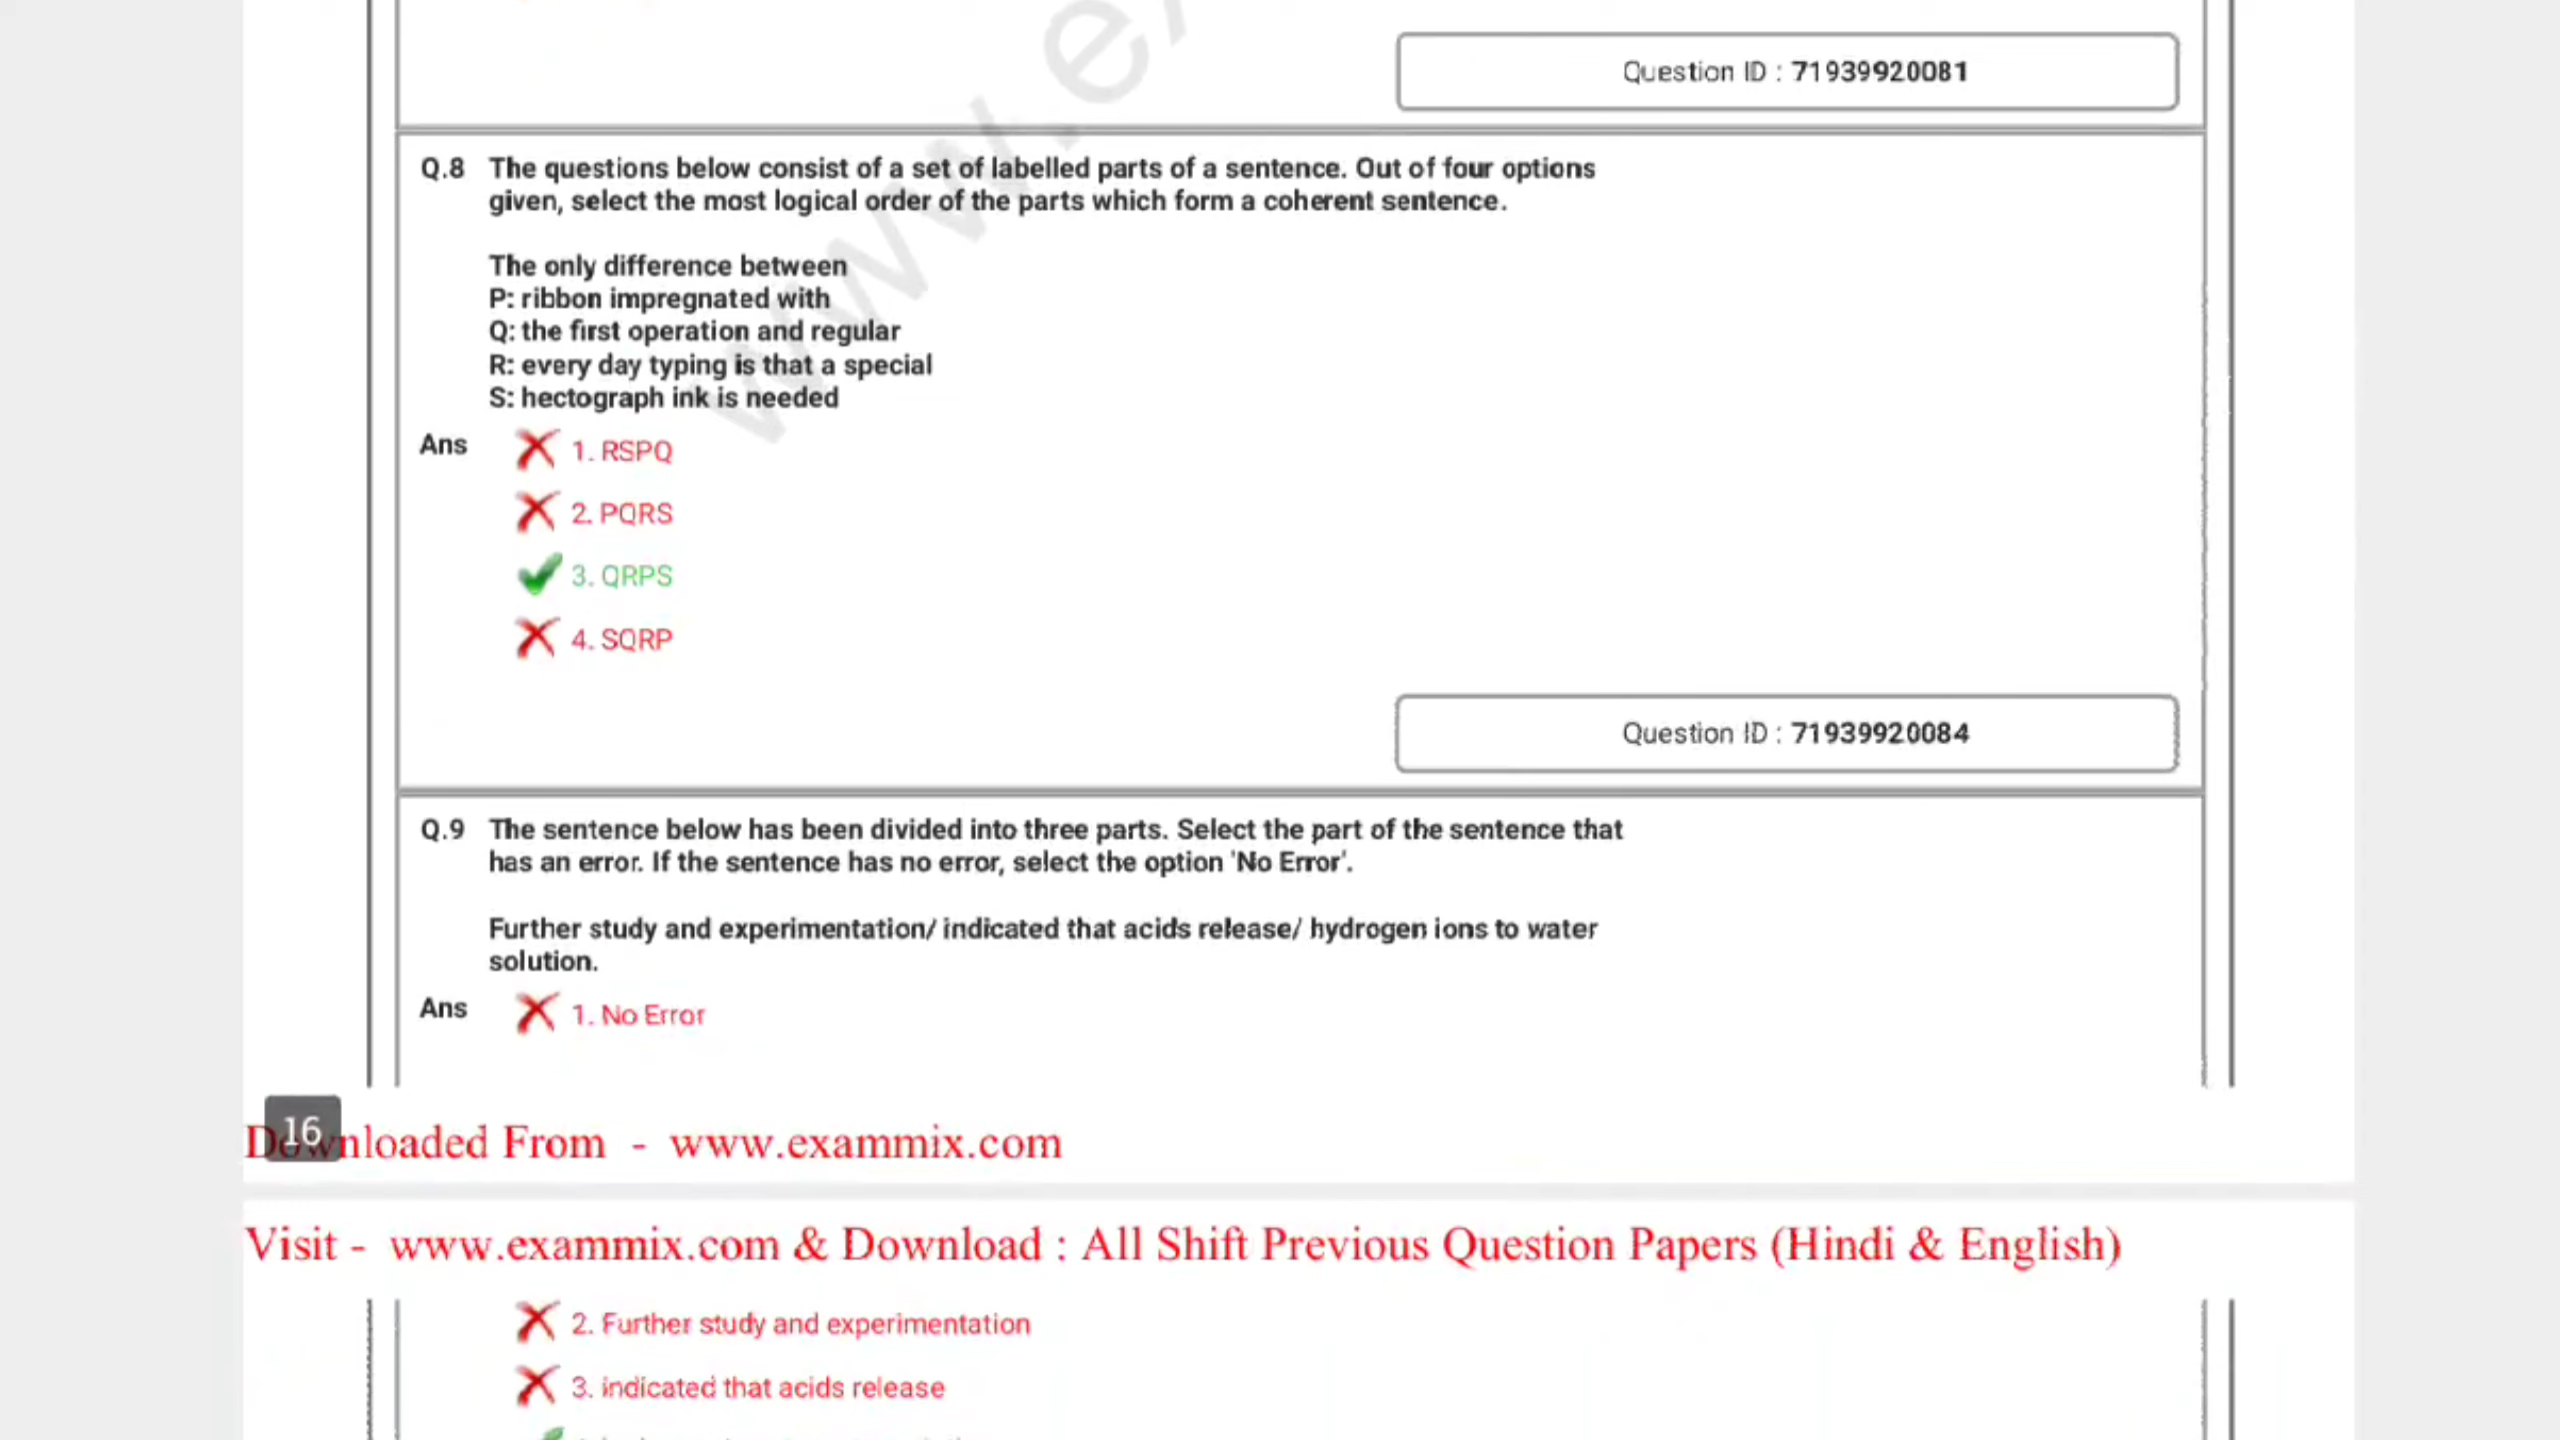 Question ID : 71939920081
Q.8 The questions below consist of a set of labelled parts of a sentence. Out of four options
given, select the most logical order of the parts which form a coherent sentence.
The only difference between
P: ribbon impregnated with
Q: the first operation and regular
R: every day typing is that a special
S: hectograph ink is needed
Ans 1. RSPQ
2. PQRS
3. QRPS
4. SQRP
Question ID : 71939920084
Q.9 The sentence below has been divided into three parts. Select the part of the sentence that
has an error. If the sentence has no error, select the option 'No Error'.
Further study and experimentation/ indicated that acids release/ hydrogen ions to water
solution.
Ans 1. No Error
16
Downloaded From - www.exammix.com
Visit - www.exammix.com & Download : All Shift Previous Question Papers (Hindi & English)
2. Further study and experimentation
3. indicated that acids release